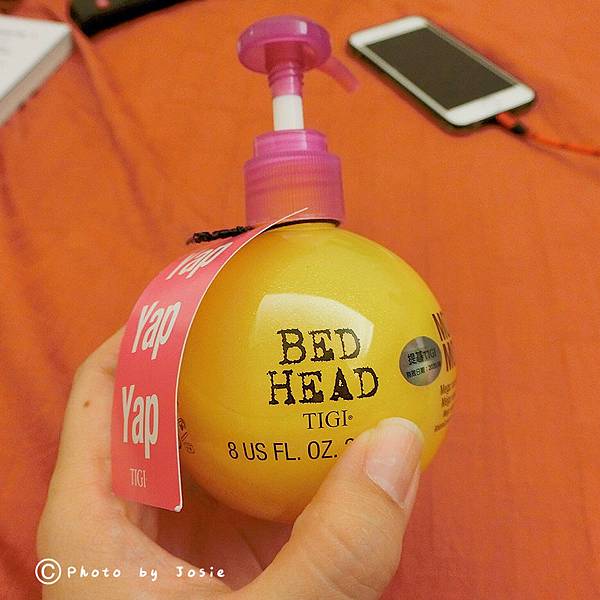 Yap
Yap
Yap
TIGI
BED
HEAD
TIGI®
8 US FL. OZ.
提碁TIGI
©Photo by Josie